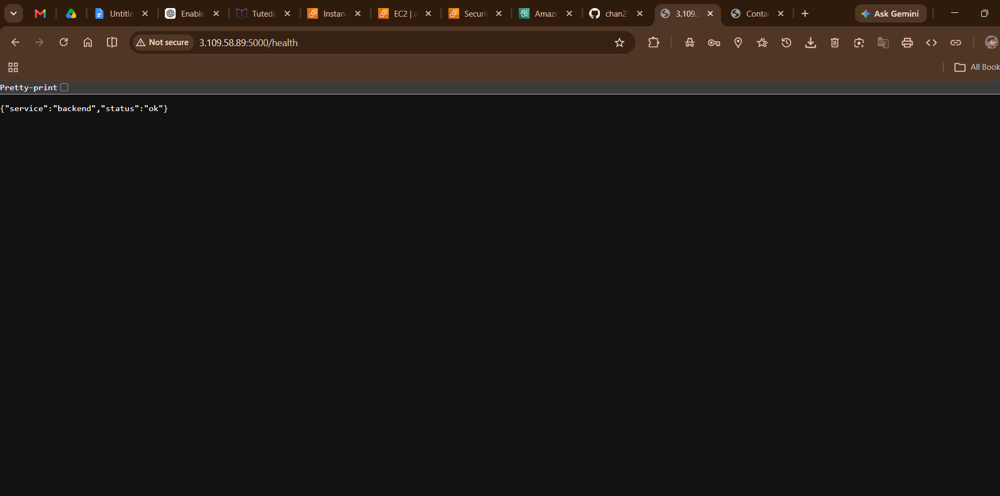 Untitle Enable Tutedu Instan EC2 | a Securi Amazo chan2 3.109. Conta Ask Gemini
Not secure 3.109.58.89:5000/health
All Book
Pretty-print
{"service":"backend","status":"ok"}